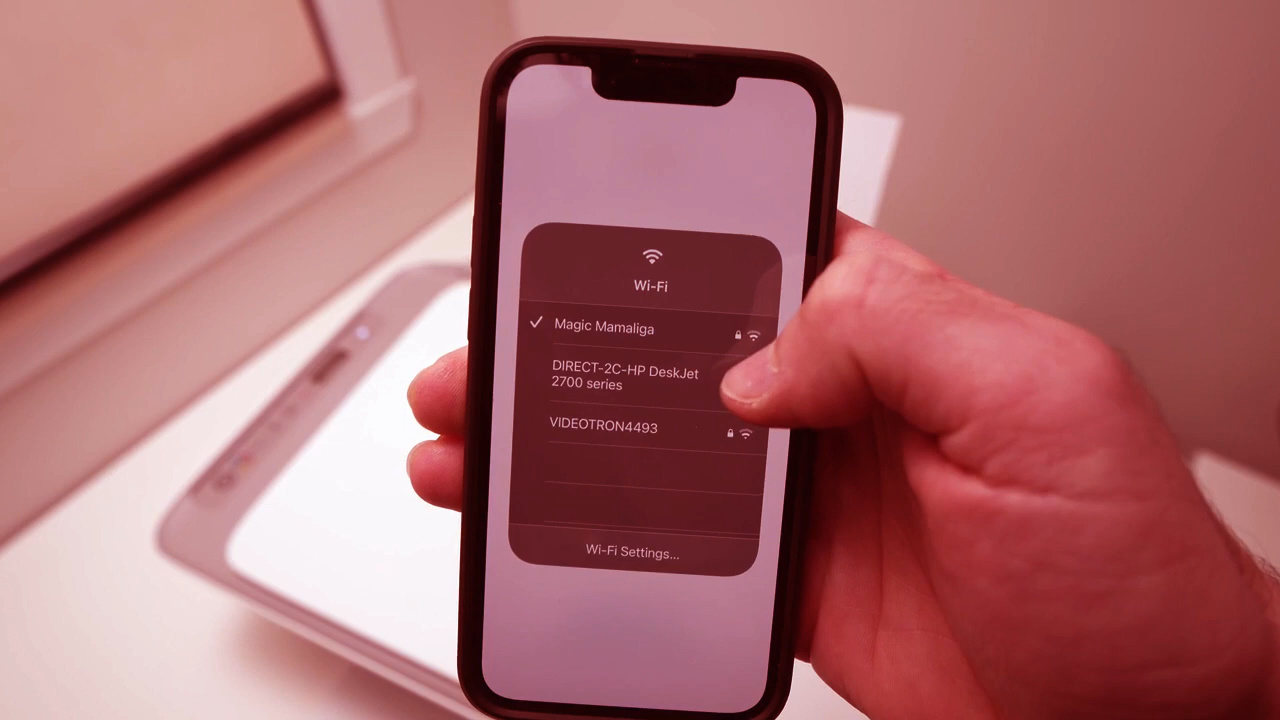 Wi-Fi
Magic Mamaliga
DIRECT-2C-HP DeskJet
2700 series
VIDEOTRON4493
Wi-Fi Settings...